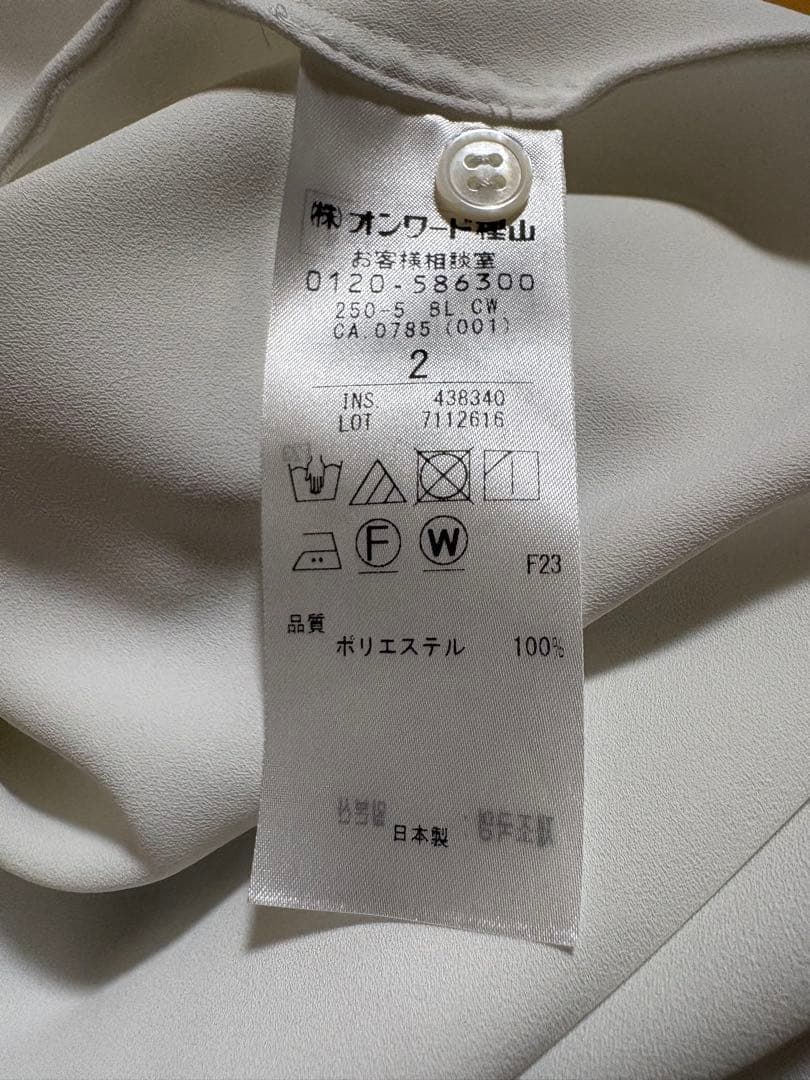 ㈱オンワード樫山
お客様相談室
0120-586300
250-5 BL.CW
CA.0785 (001)
2
INS. 438340
LOT 7112616
F
W
F23
品質
ポリエステル 100%
日本製